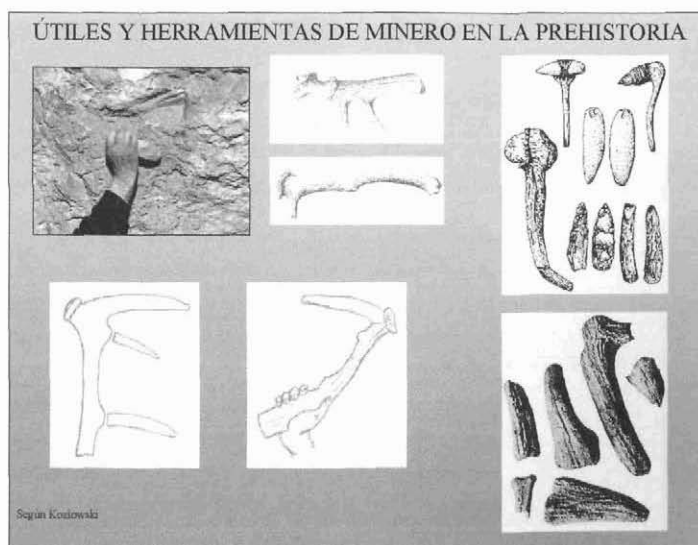 ÚTILES Y HERRAMIENTAS DE MINERO EN LA PREHISTORIA
Según Kozlowski